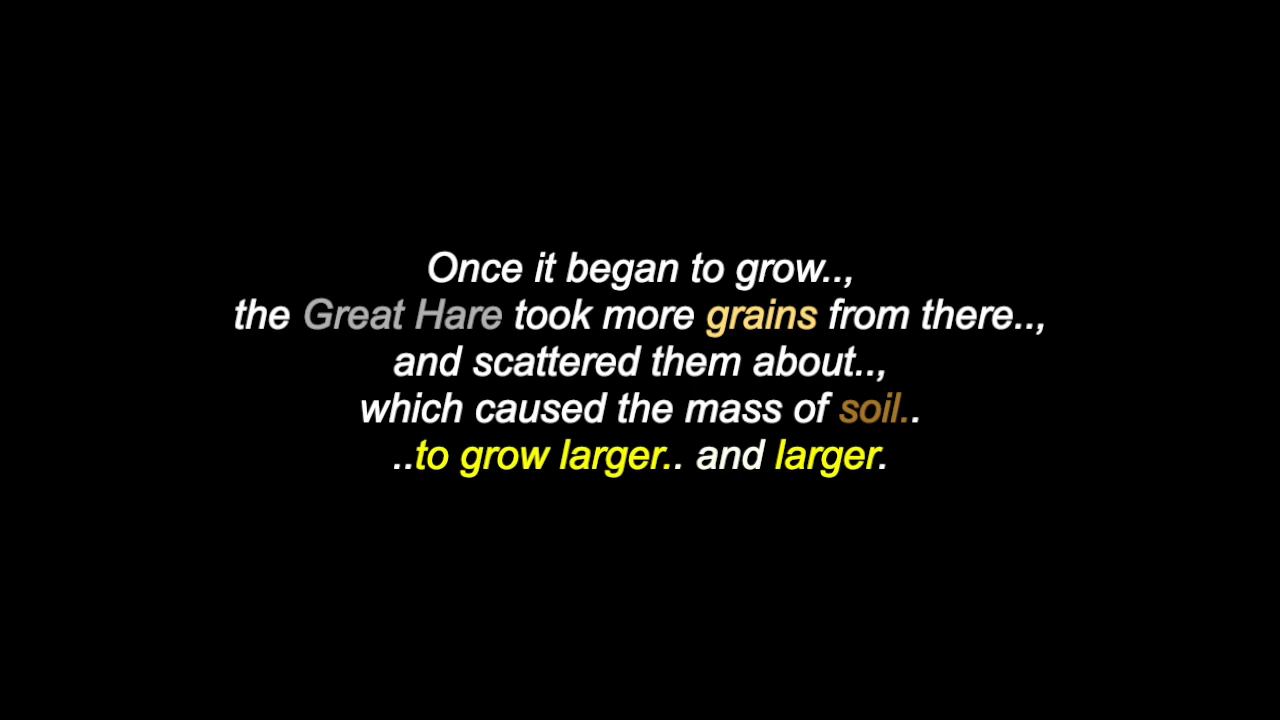 Once it began to grow..,
the Great Hare took more grains from there..,
and scattered them about..,
which caused the mass of soil..
..to grow larger.. and larger.